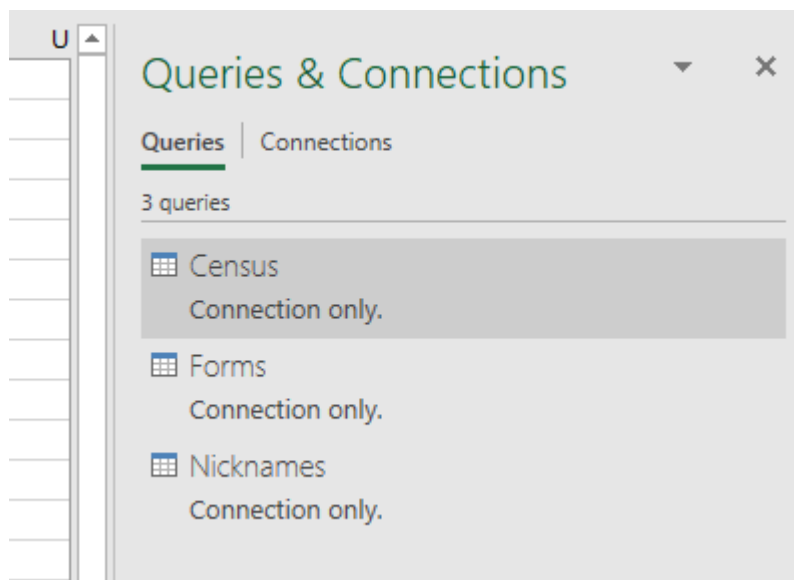 U
Queries & Connections
Queries | Connections
3 queries
Census
Connection only.
Forms
Connection only.
Nicknames
Connection only.